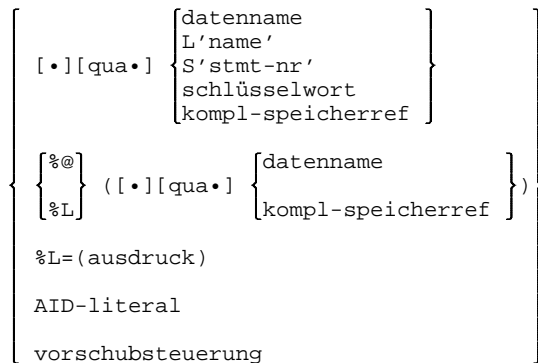 datenname
L'name'
[•][qua•] S'stmt-nr'
schlüsselwort
kompl-speicherref
%@ datenname
([•][qua•] )
%L kompl-speicherref
%L=(ausdruck)
AID-literal
vorschubsteuerung